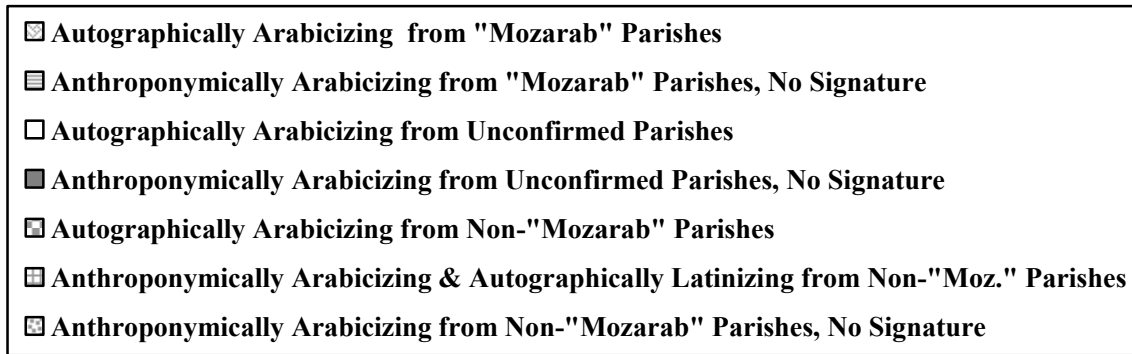 Autographically Arabicizing from "Mozarab" Parishes
Anthroponymically Arabicizing from "Mozarab" Parishes, No Signature
Autographically Arabicizing from Unconfirmed Parishes
Anthroponymically Arabicizing from Unconfirmed Parishes, No Signature
Autographically Arabicizing from Non-"Mozarab" Parishes
Anthroponymically Arabicizing & Autographically Latinizing from Non-"Moz." Parishes
Anthroponymically Arabicizing from Non-"Mozarab" Parishes, No Signature